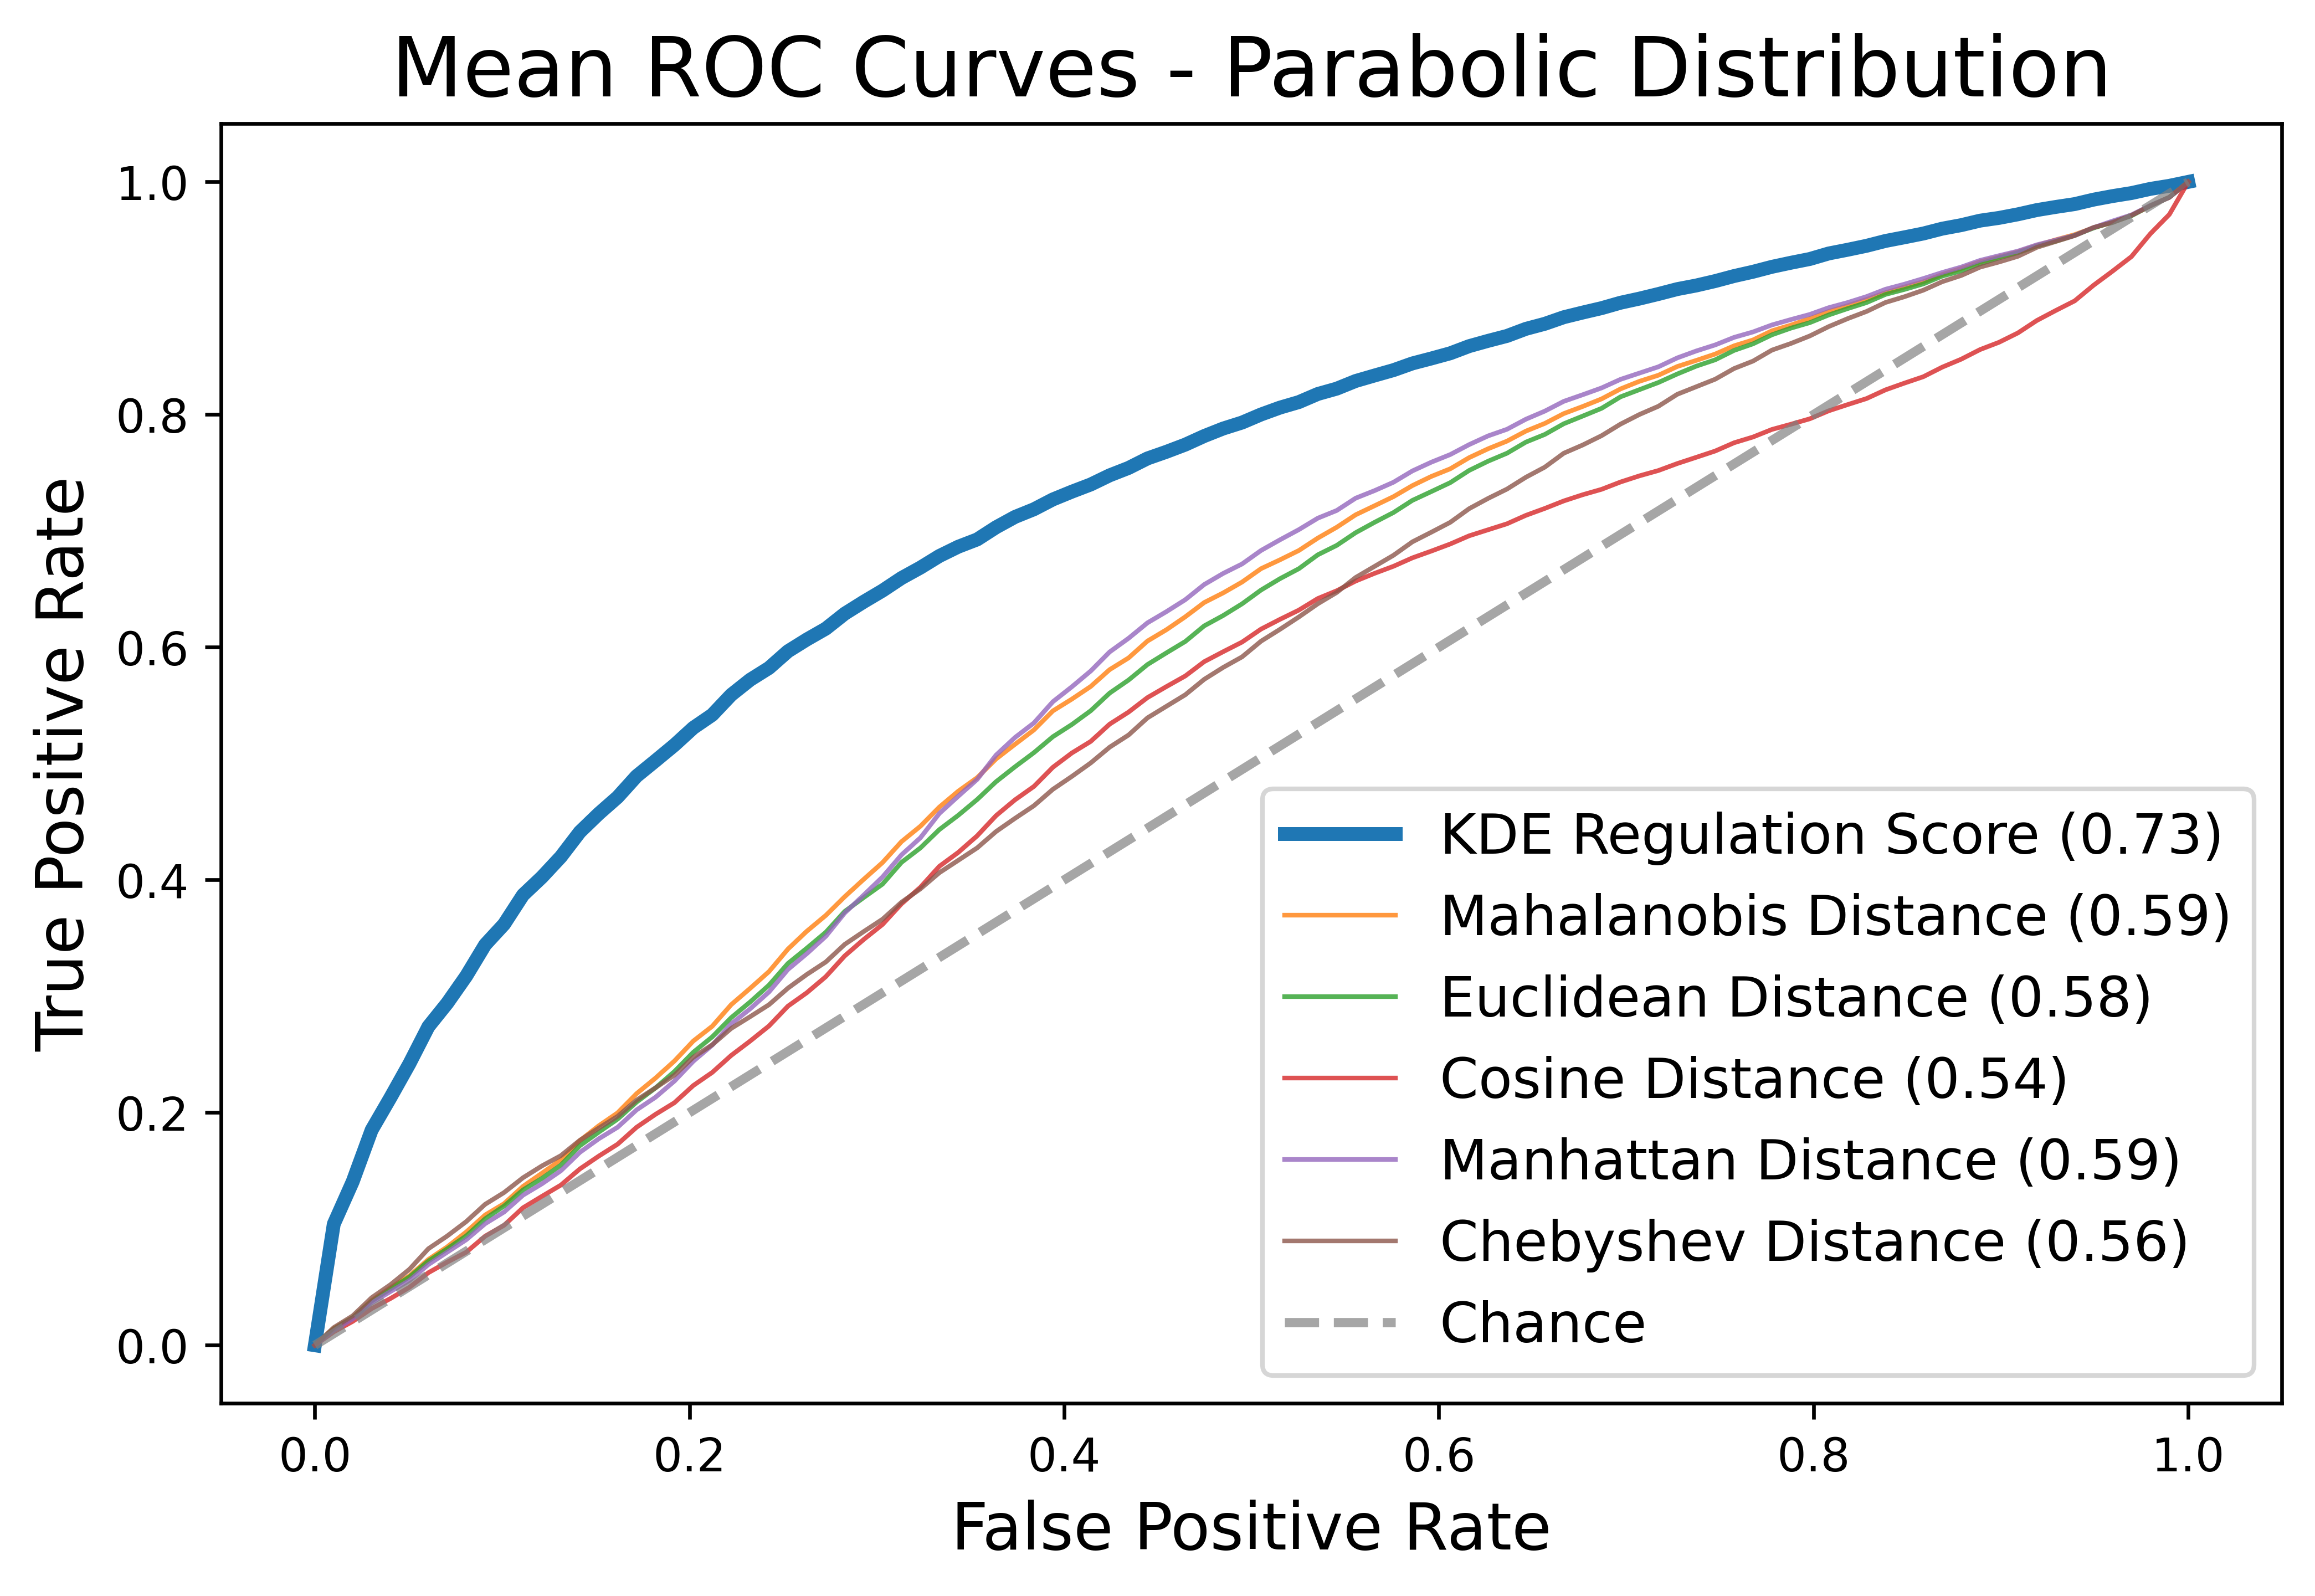 Mean ROC Curves - Parabolic Distribution
True Positive Rate
1.0
0.8
0.6
0.4
0.2
0.0
KDE Regulation Score (0.73)
Mahalanobis Distance (0.59)
Euclidean Distance (0.58)
Cosine Distance (0.54)
Manhattan Distance (0.59)
Chebyshev Distance (0.56)
Chance
0.0 0.2 0.4 0.6 0.8 1.0
False Positive Rate